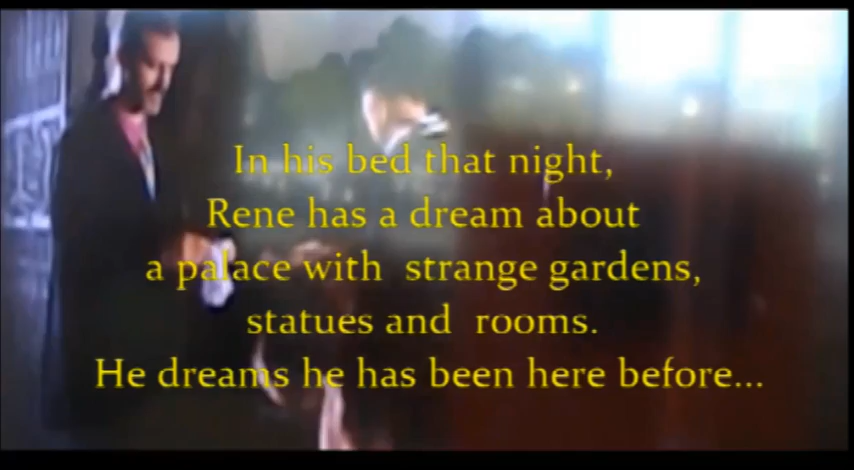 In his bed that night,
Rene has a dream about
a palace with strange gardens,
statues and rooms.
He dreams he has been here before...